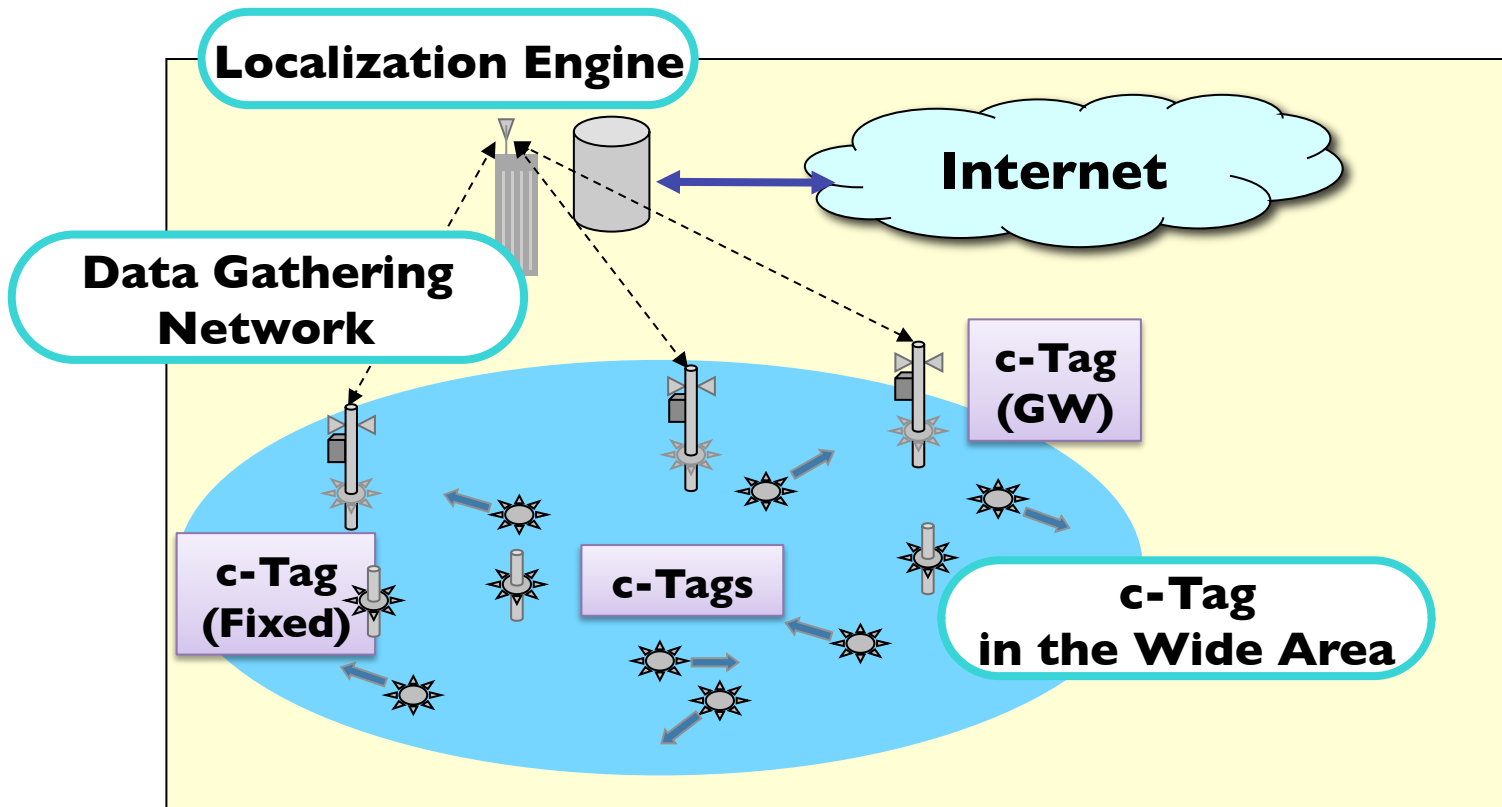 Localization Engine
Internet
Data Gathering
Network
c-Tag
(GW)
c-Tag
(Fixed)
c-Tags
c-Tag
in the Wide Area